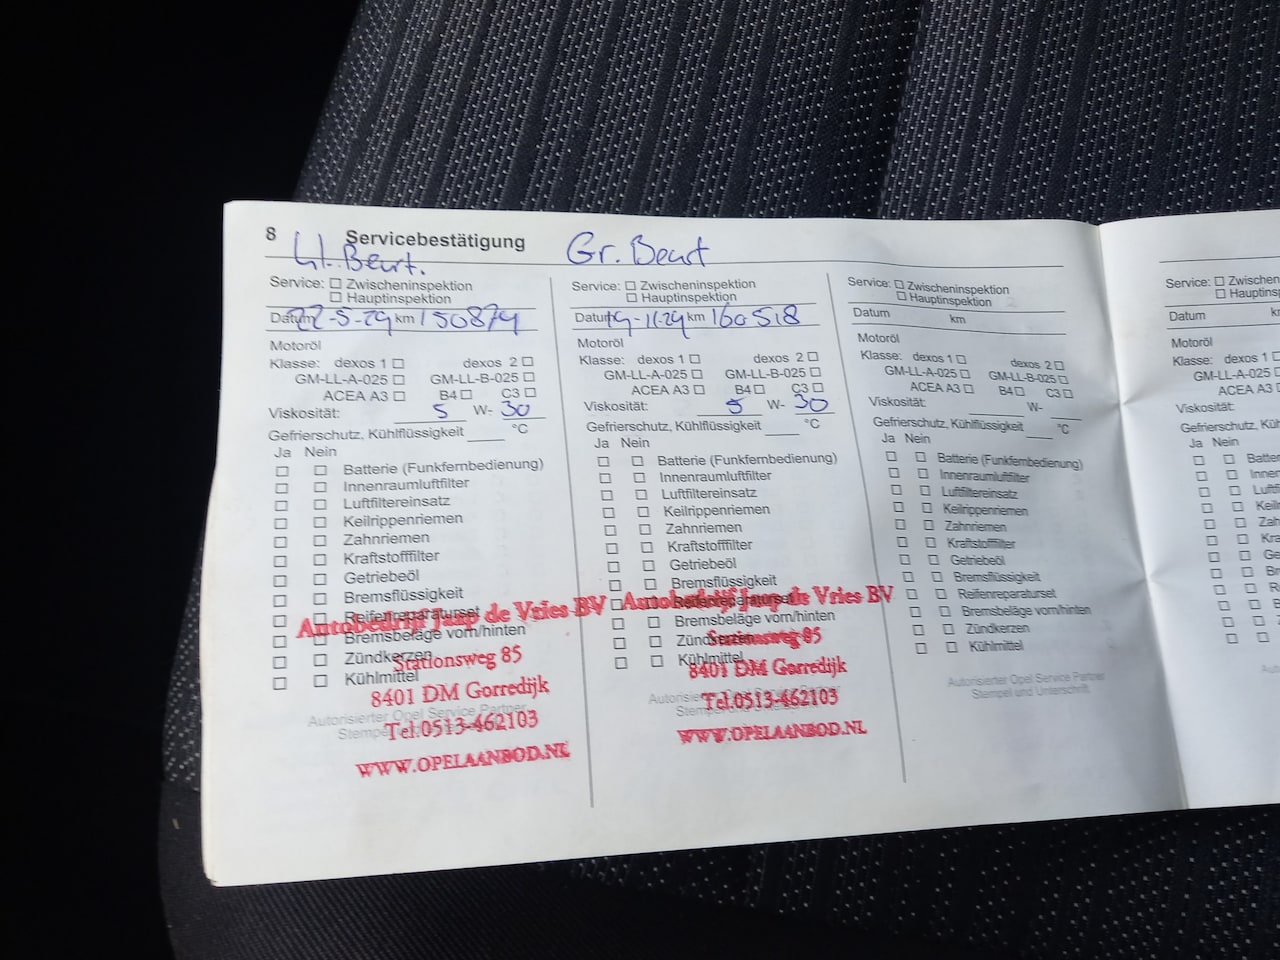 8 Servicebestätigung
Kl. Beurt.
Service: Zwischeninspektion
Hauptinspektion
Datum 22-5-24 km 150874
Motoröl
Klasse: dexos 1 dexos 2
GM-LL-A-025 GM-LL-B-025
ACEA A3 B4 C3
Viskosität: 5 W- 30
Gefrierschutz, Kühlflüssigkeit °C
Ja Nein
Batterie (Funkfernbedienung)
Innenraumluftfilter
Luftfiltereinsatz
Keilrippenriemen
Zahnriemen
Kraftstofffilter
Getriebeöl
Bremsflüssigkeit
Reifenreparaturset
Bremsbeläge vorn/hinten
Zündkerzen
Kühlmittel
Autorisierter Opel Service Partner
Autobedrijf Jaap de Vries BV
Stationsweg 85
8401 DM Gorredijk
Tel.0513-462103
WWW.OPELAANBOD.NL
Gr. Beurt
Service: Zwischeninspektion
Hauptinspektion
Datum 19-11-24 km 160518
Motoröl
Klasse: dexos 1 dexos 2
GM-LL-A-025 GM-LL-B-025
ACEA A3 B4 C3
Viskosität: 5 W- 30
Gefrierschutz, Kühlflüssigkeit °C
Ja Nein
Batterie (Funkfernbedienung)
Innenraumluftfilter
Luftfiltereinsatz
Keilrippenriemen
Zahnriemen
Kraftstofffilter
Getriebeöl
Bremsflüssigkeit
Reifenreparaturset
Bremsbeläge vorn/hinten
Zündkerzen
Kühlmittel
Autobedrijf Jaap de Vries BV
Stationsweg 85
8401 DM Gorredijk
Tel.0513-462103
WWW.OPELAANBOD.NL
Service: Zwischeninspektion
Hauptinspektion
Datum km
Motoröl
Klasse: dexos 1 dexos 2
GM-LL-A-025 GM-LL-B-025
ACEA A3 B4 C3
Viskosität: W-
Gefrierschutz, Kühlflüssigkeit °C
Ja Nein
Batterie (Funkfernbedienung)
Innenraumluftfilter
Luftfiltereinsatz
Keilrippenriemen
Zahnriemen
Kraftstofffilter
Getriebeöl
Bremsflüssigkeit
Reifenreparaturset
Bremsbeläge vorn/hinten
Zündkerzen
Kühlmittel
Autorisierter Opel Service Partner
Stempel und Unterschrift
Service:
Datum
Motoröl
Klasse: dexos 1
GM-LL-A-025
ACEA A3
Viskosität:
Gefrierschutz,
Ja Nein